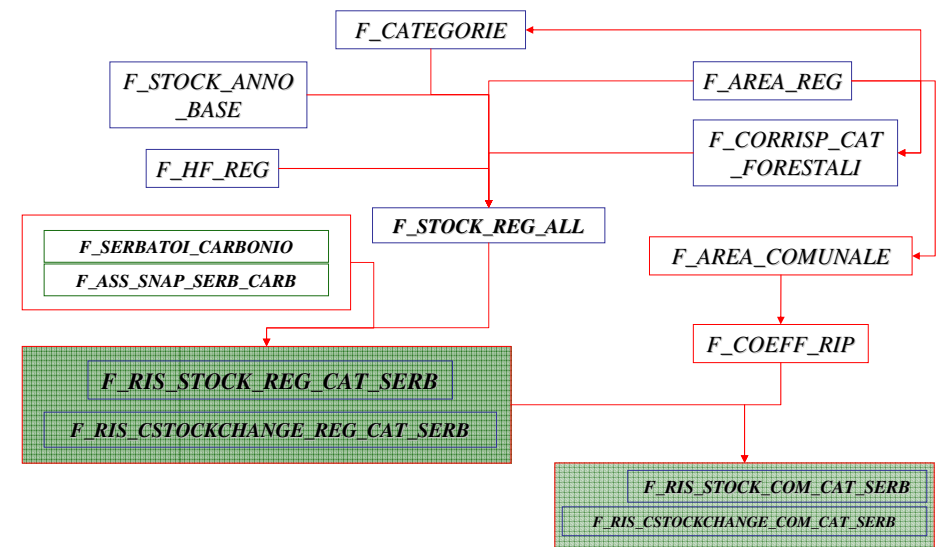 F_CATEGORIE
F_STOCK_ANNO
_BASE
F_AREA_REG
F_CORRISP_CAT
_FORESTALI
F_HF_REG
F_STOCK_REG_ALL
F_SERBATOI_CARBONIO
F_ASS_SNAP_SERB_CARB
F_AREA_COMUNALE
F_COEFF_RIP
F_RIS_STOCK_REG_CAT_SERB
F_RIS_CSTOCKCHANGE_REG_CAT_SERB
F_RIS_STOCK_COM_CAT_SERB
F_RIS_CSTOCKCHANGE_COM_CAT_SERB